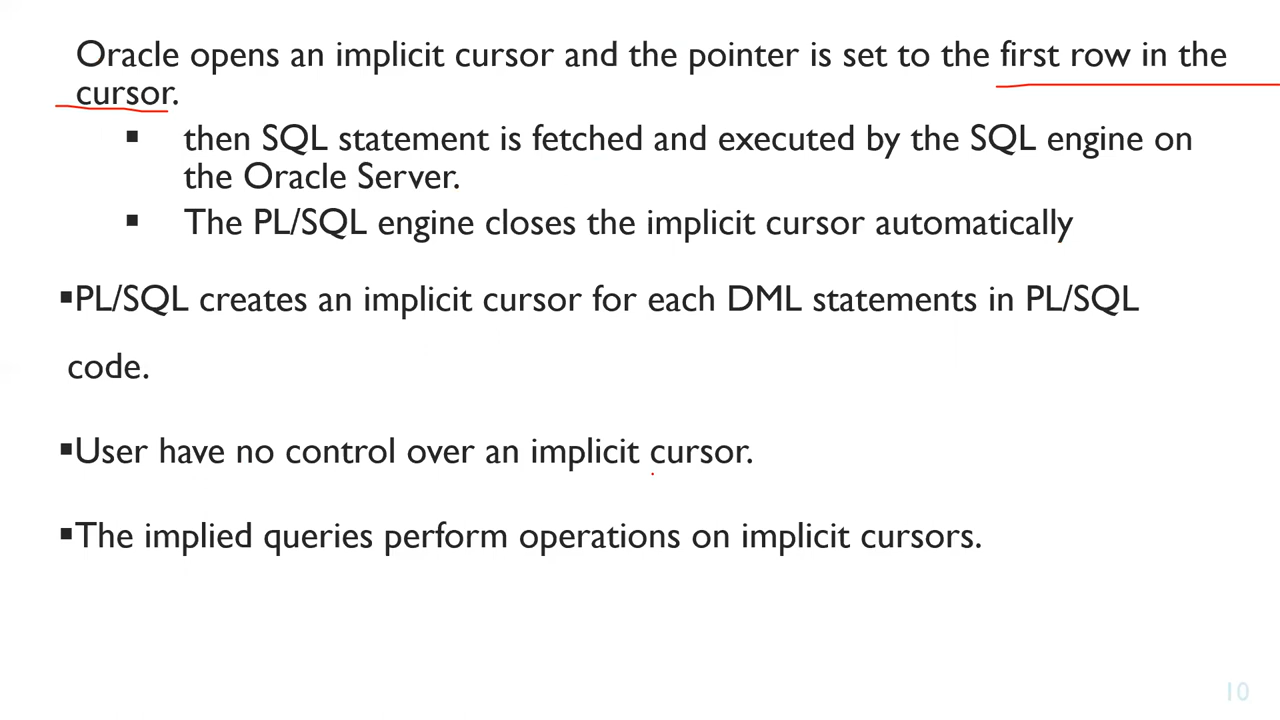 Oracle opens an implicit cursor and the pointer is set to the first row in the
cursor.
▪ then SQL statement is fetched and executed by the SQL engine on
the Oracle Server.
▪ The PL/SQL engine closes the implicit cursor automatically
▪PL/SQL creates an implicit cursor for each DML statements in PL/SQL
code.
▪User have no control over an implicit cursor.
▪The implied queries perform operations on implicit cursors.
10